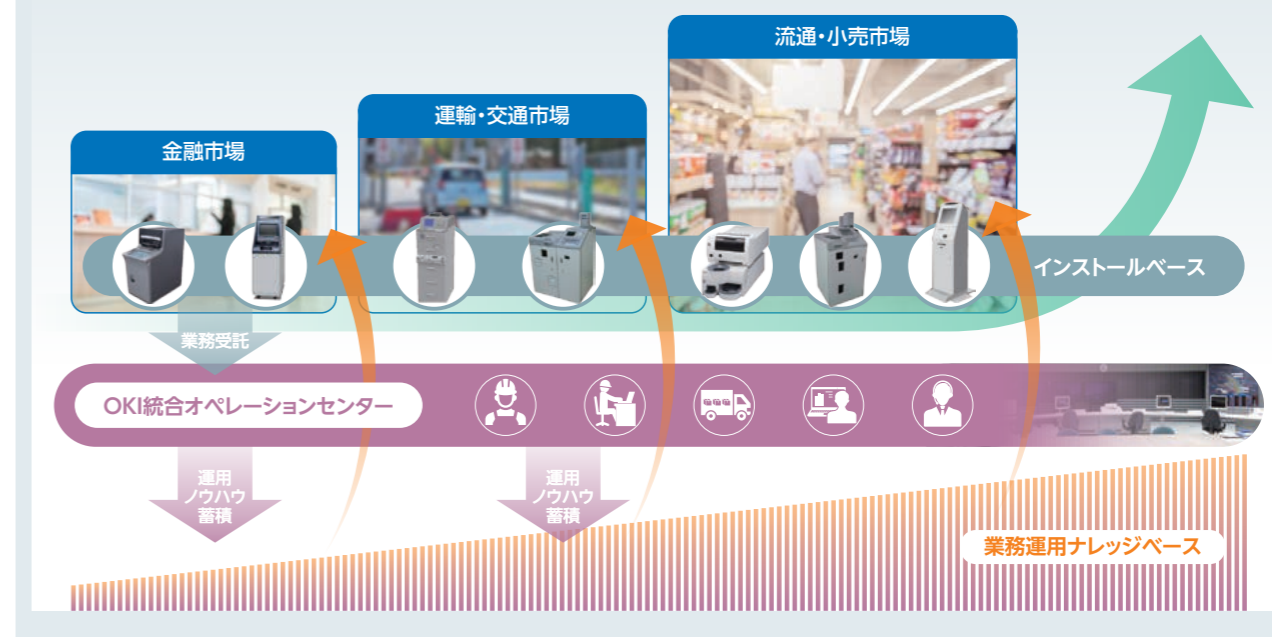 流通・小売市場
運輸・交通市場
金融市場
インストールベース
業務受託
OKI統合オペレーションセンター
運用
ノウハウ
蓄積
運用
ノウハウ
蓄積
業務運用ナレッジベース